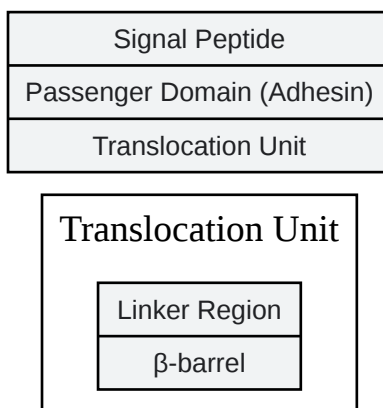 Signal Peptide
Passenger Domain (Adhesin)
Translocation Unit
Translocation Unit
Linker Region
β-barrel